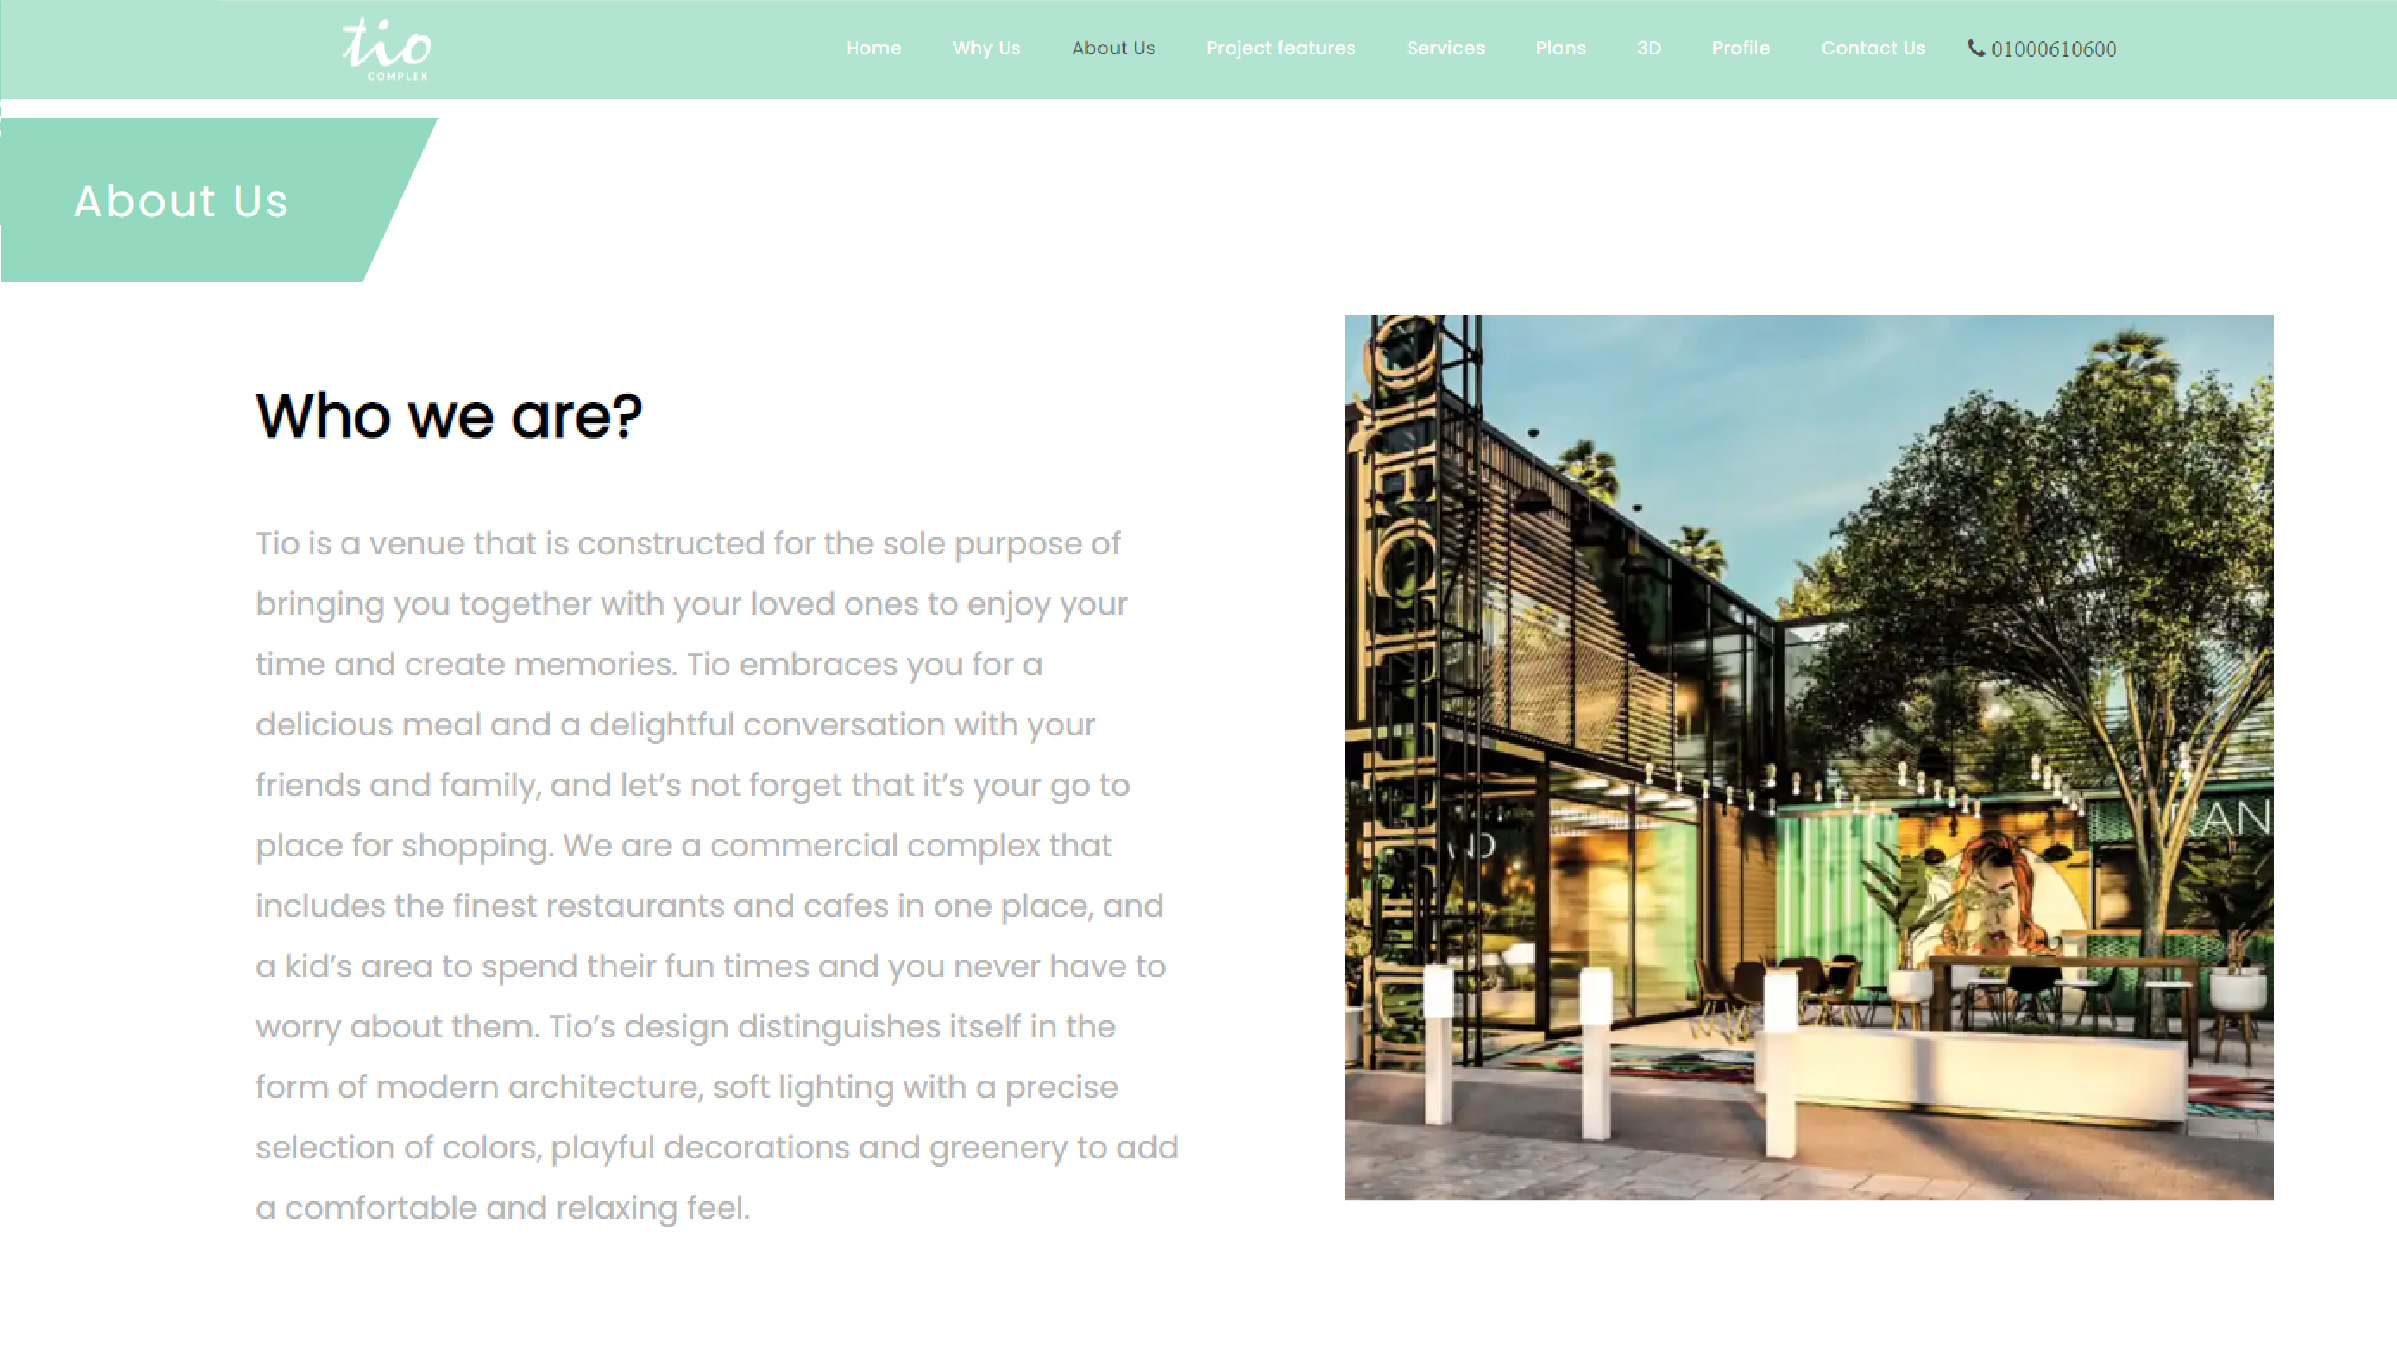 tio
COMPLEX
Home Why Us About Us Project features Services Plans 3D Profile Contact Us 01000610600
About Us
Who we are?
Tio is a venue that is constructed for the sole purpose of
bringing you together with your loved ones to enjoy your
time and create memories. Tio embraces you for a
delicious meal and a delightful conversation with your
friends and family, and let’s not forget that it’s your go to
place for shopping. We are a commercial complex that
includes the finest restaurants and cafes in one place, and
a kid’s area to spend their fun times and you never have to
worry about them. Tio’s design distinguishes itself in the
form of modern architecture, soft lighting with a precise
selection of colors, playful decorations and greenery to add
a comfortable and relaxing feel.